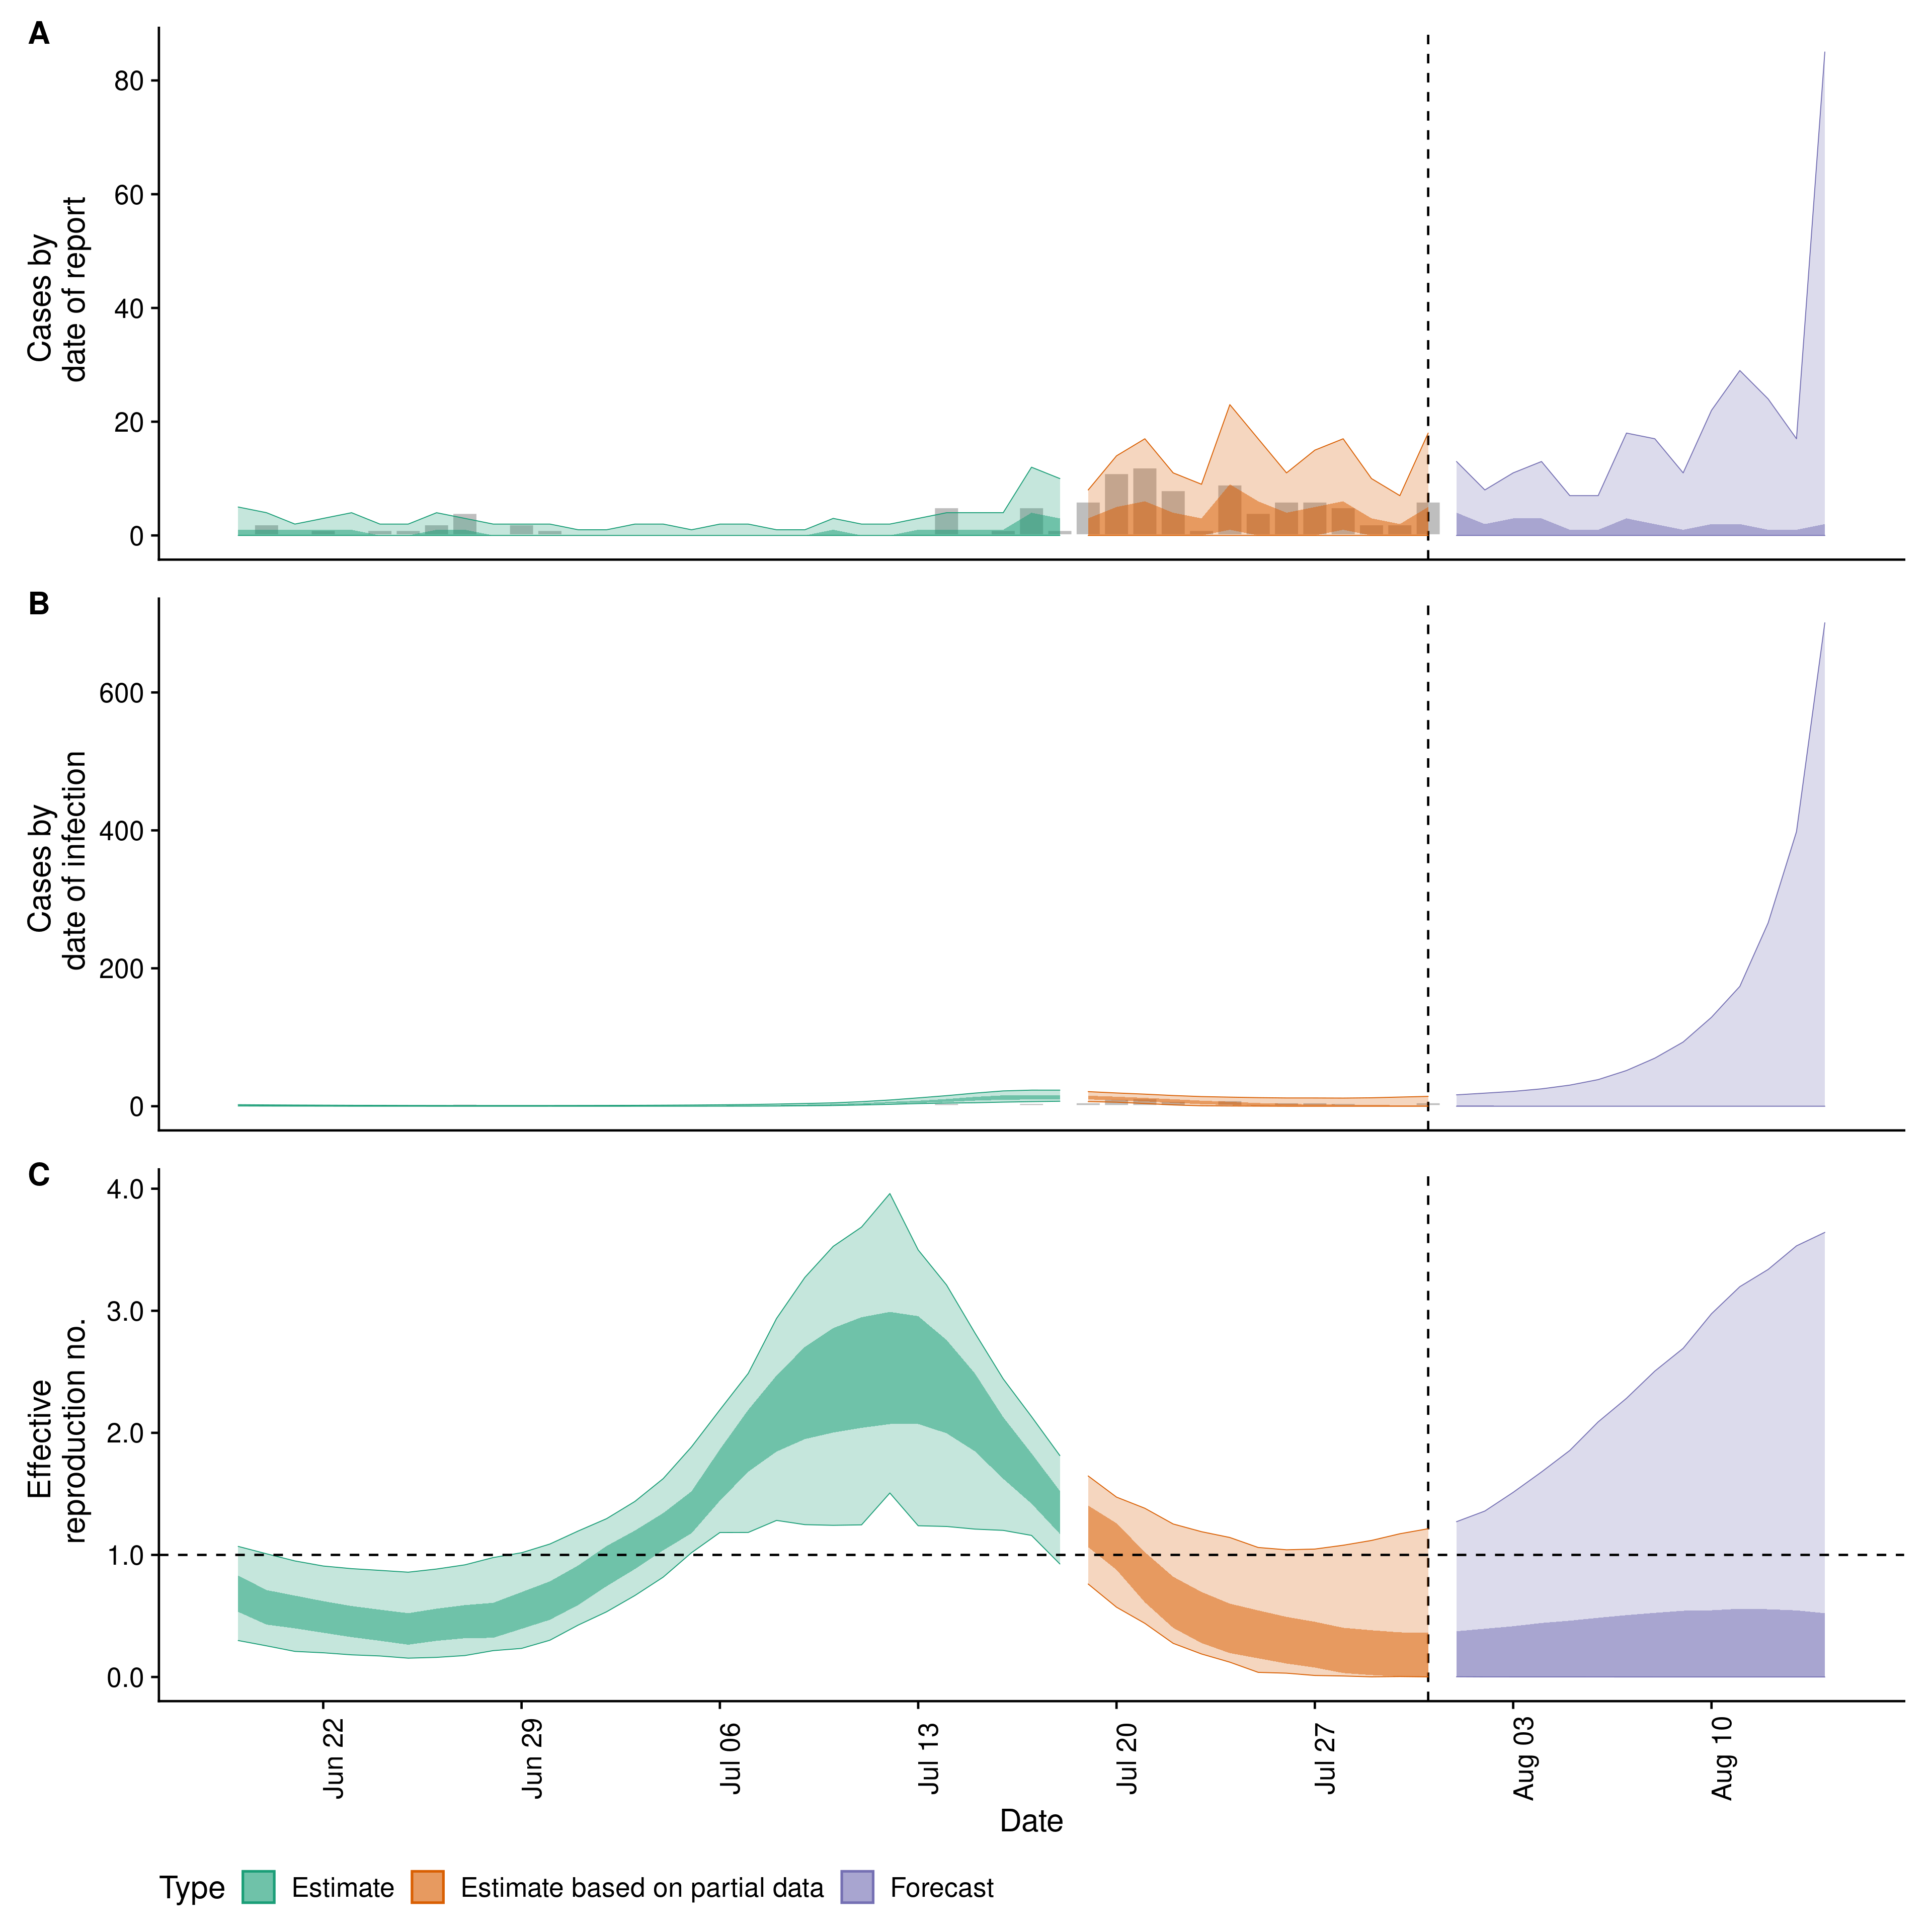 A
80
60
40
20
0
Cases by
date of report
B
600
400
200
0
Cases by
date of infection
C
4.0
3.0
2.0
1.0
0.0
Effective
reproduction no.
Jun 22
Jun 29
Jul 06
Jul 13
Jul 20
Jul 27
Aug 03
Aug 10
Date
Type Estimate Estimate based on partial data Forecast